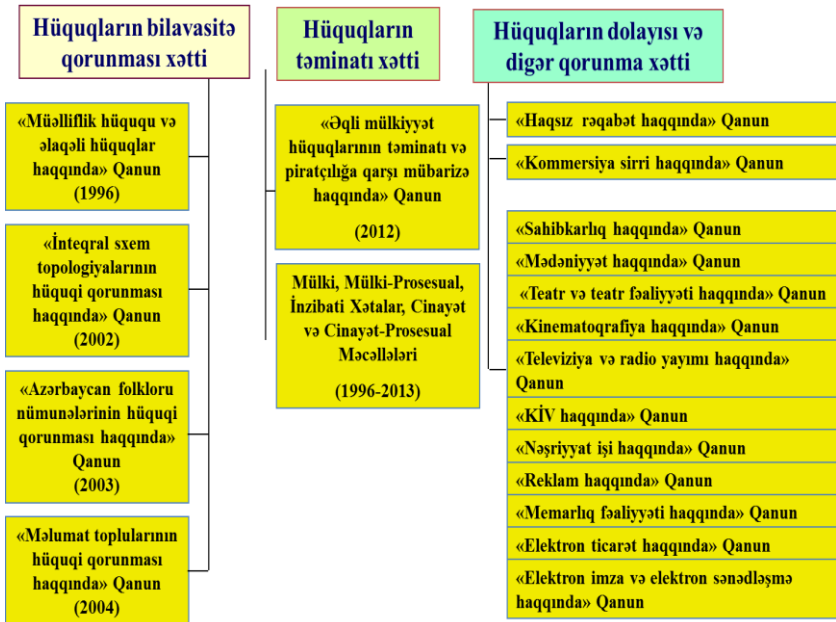 Hüquqların bilavasitə
qorunması xətti
«Müəlliflik hüququ və
əlaqəli hüquqlar
haqqında» Qanun
(1996)
«İnteqral sxem
topologiyalarının
hüquqi qorunması
haqqında» Qanun
(2002)
«Azərbaycan folkloru
nümunələrinin hüquqi
qorunması haqqında»
Qanun
(2003)
«Məlumat toplularının
hüquqi qorunması
haqqında» Qanun
(2004)
Hüquqların
təminatı xətti
«Əqli mülkiyyət
hüquqlarının təminatı və
piratçılığa qarşı mübarizə
haqqında» Qanun
(2012)
Mülki, Mülki-Prosesual,
İnzibati Xətalar, Cinayət
və Cinayət-Prosesual
Məcəllələri
(1996-2013)
Hüquqların dolayısı və
digər qorunma xətti
«Haqsız rəqabət haqqında» Qanun
«Kommersiya sirri haqqında» Qanun
«Sahibkarlıq haqqında» Qanun
«Mədəniyyət haqqında» Qanun
«Teatr və teatr fəaliyyəti haqqında» Qanun
«Kinematoqrafiya haqqında» Qanun
«Televiziya və radio yayımı haqqında»
Qanun
«KİV haqqında» Qanun
«Nəşriyyat işi haqqında» Qanun
«Reklam haqqında» Qanun
«Memarlıq fəaliyyəti haqqında» Qanun
«Elektron ticarət haqqında» Qanun
«Elektron imza və elektron sənədləşmə
haqqında» Qanun